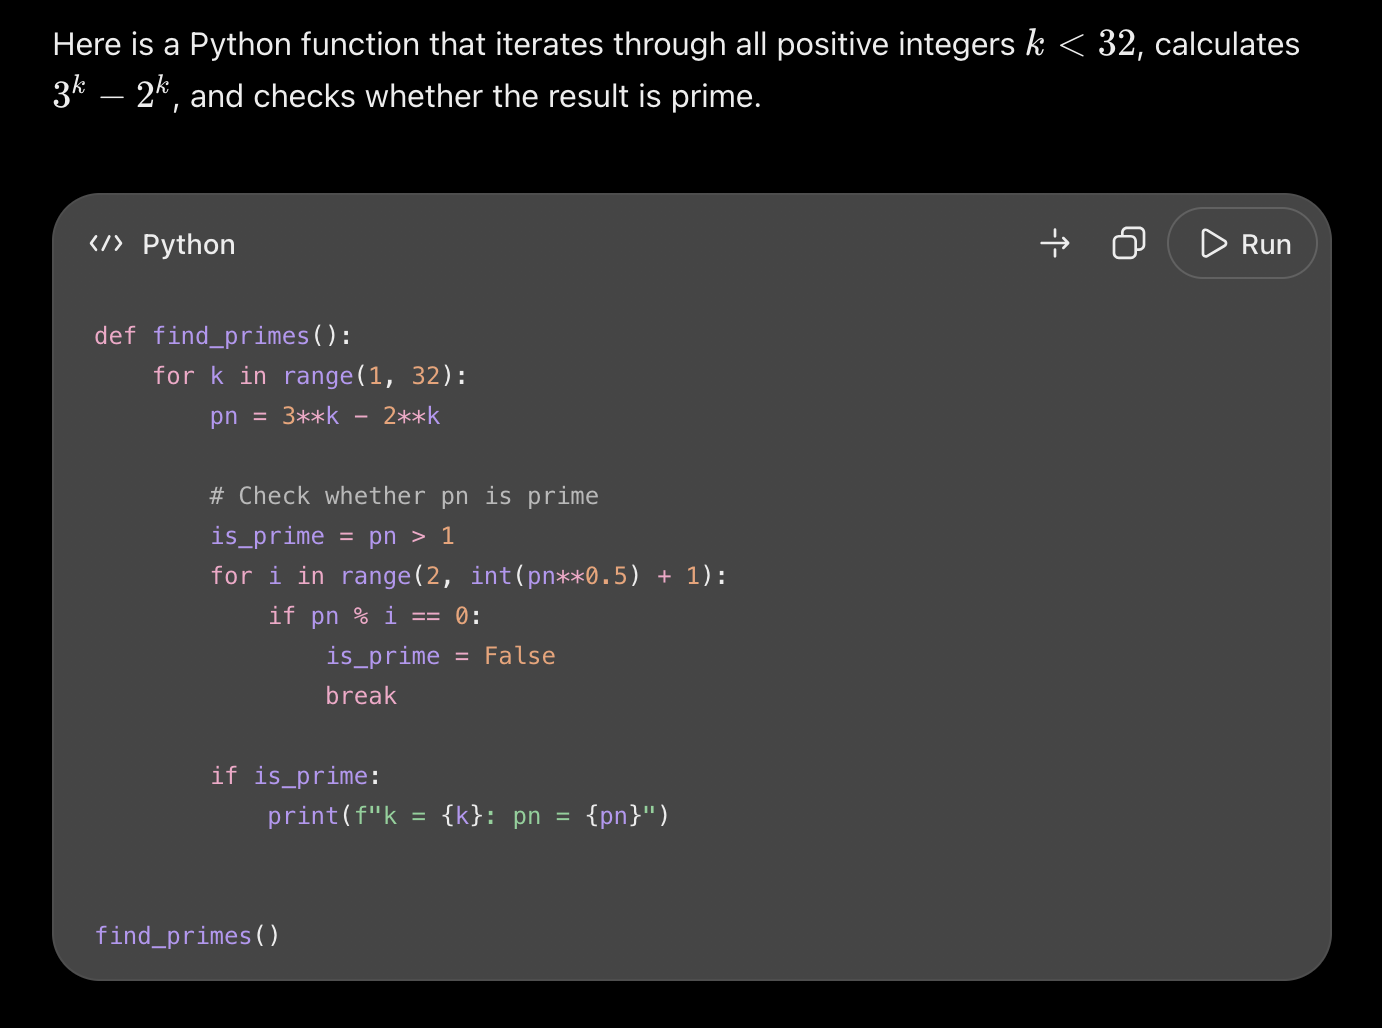 Here is a Python function that iterates through all positive integers k < 32, calculates
3^k − 2^k, and checks whether the result is prime.
</> Python
Run
def find_primes():
    for k in range(1, 32):
        pn = 3**k − 2**k

        # Check whether pn is prime
        is_prime = pn > 1
        for i in range(2, int(pn**0.5) + 1):
            if pn % i == 0:
                is_prime = False
                break

        if is_prime:
            print(f"k = {k}: pn = {pn}")


find_primes()